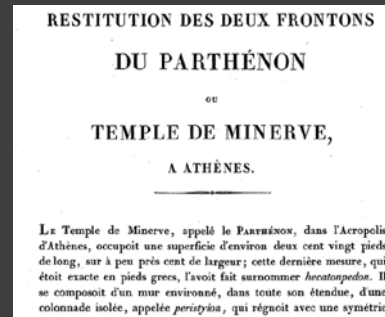 RESTITUTION DES DEUX FRONTONS
DU PARTHÉNON
OU
TEMPLE DE MINERVE,
A ATHÈNES.
LE Temple de Minerve, appelé le PARTHÉNON, dans l'Acropolis
d'Athènes, occupoit une superficie d'environ deux cent vingt pieds
de long, sur à peu près cent de largeur; cette dernière mesure, qui
étoit exacte en pieds grecs, l'avoit fait surnommer hecatonpedon. Il
se composoit d'un mur environné, dans toute son étendue, d'une
colonnade isolée, appelée peristyloa, qui régnoit avec une symétrie